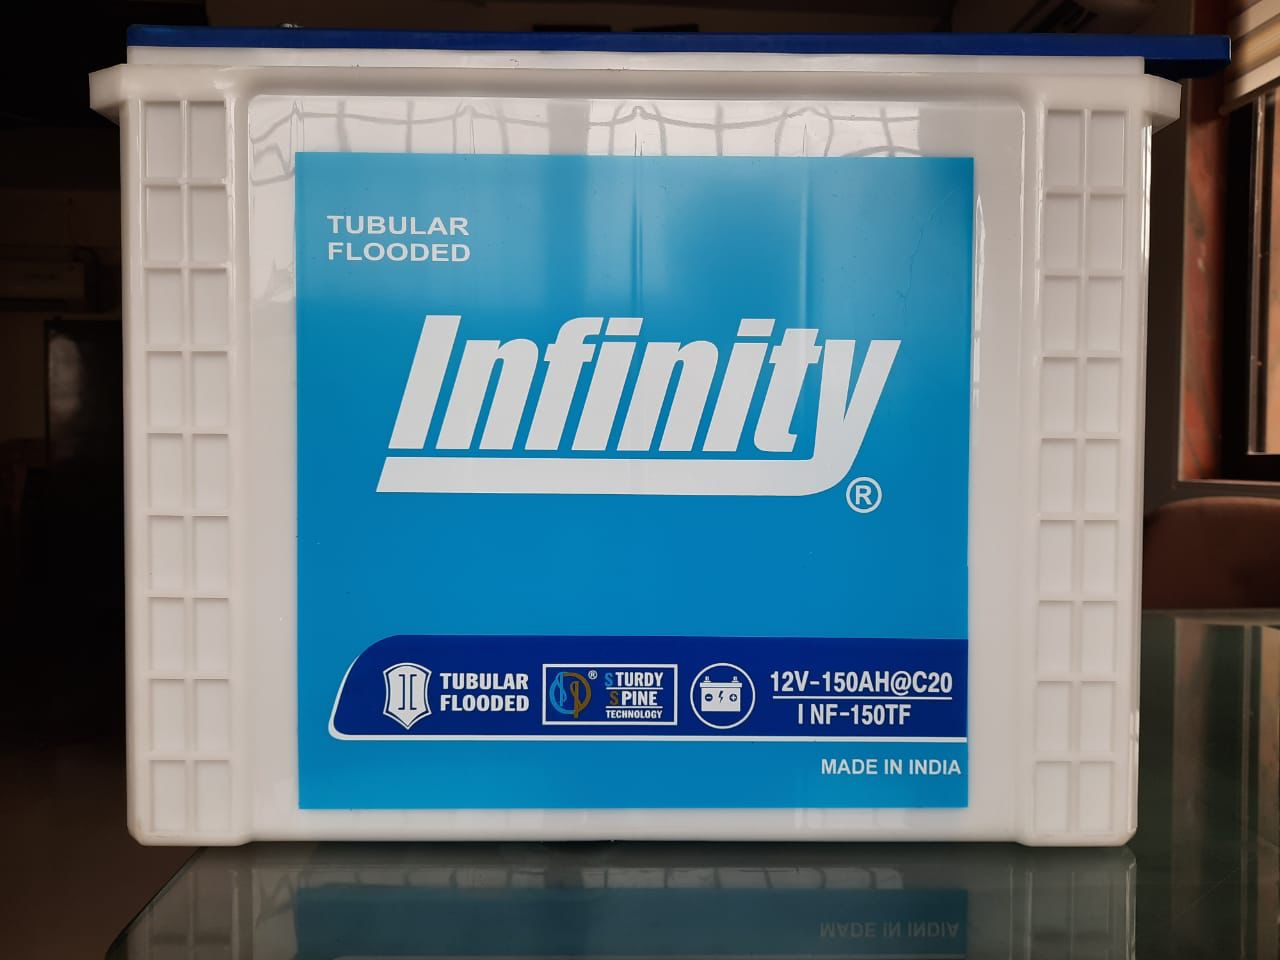 TUBULAR
FLOODED
Infinity
®
TUBULAR
FLOODED
®
STURDY
SPINE
TECHNOLOGY
12V-150AH@C20
I NF-150TF
MADE IN INDIA